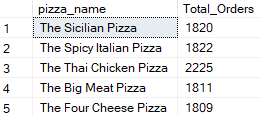 pizza_name Total_Orders
1 The Sicilian Pizza 1820
2 The Spicy Italian Pizza 1822
3 The Thai Chicken Pizza 2225
4 The Big Meat Pizza 1811
5 The Four Cheese Pizza 1809